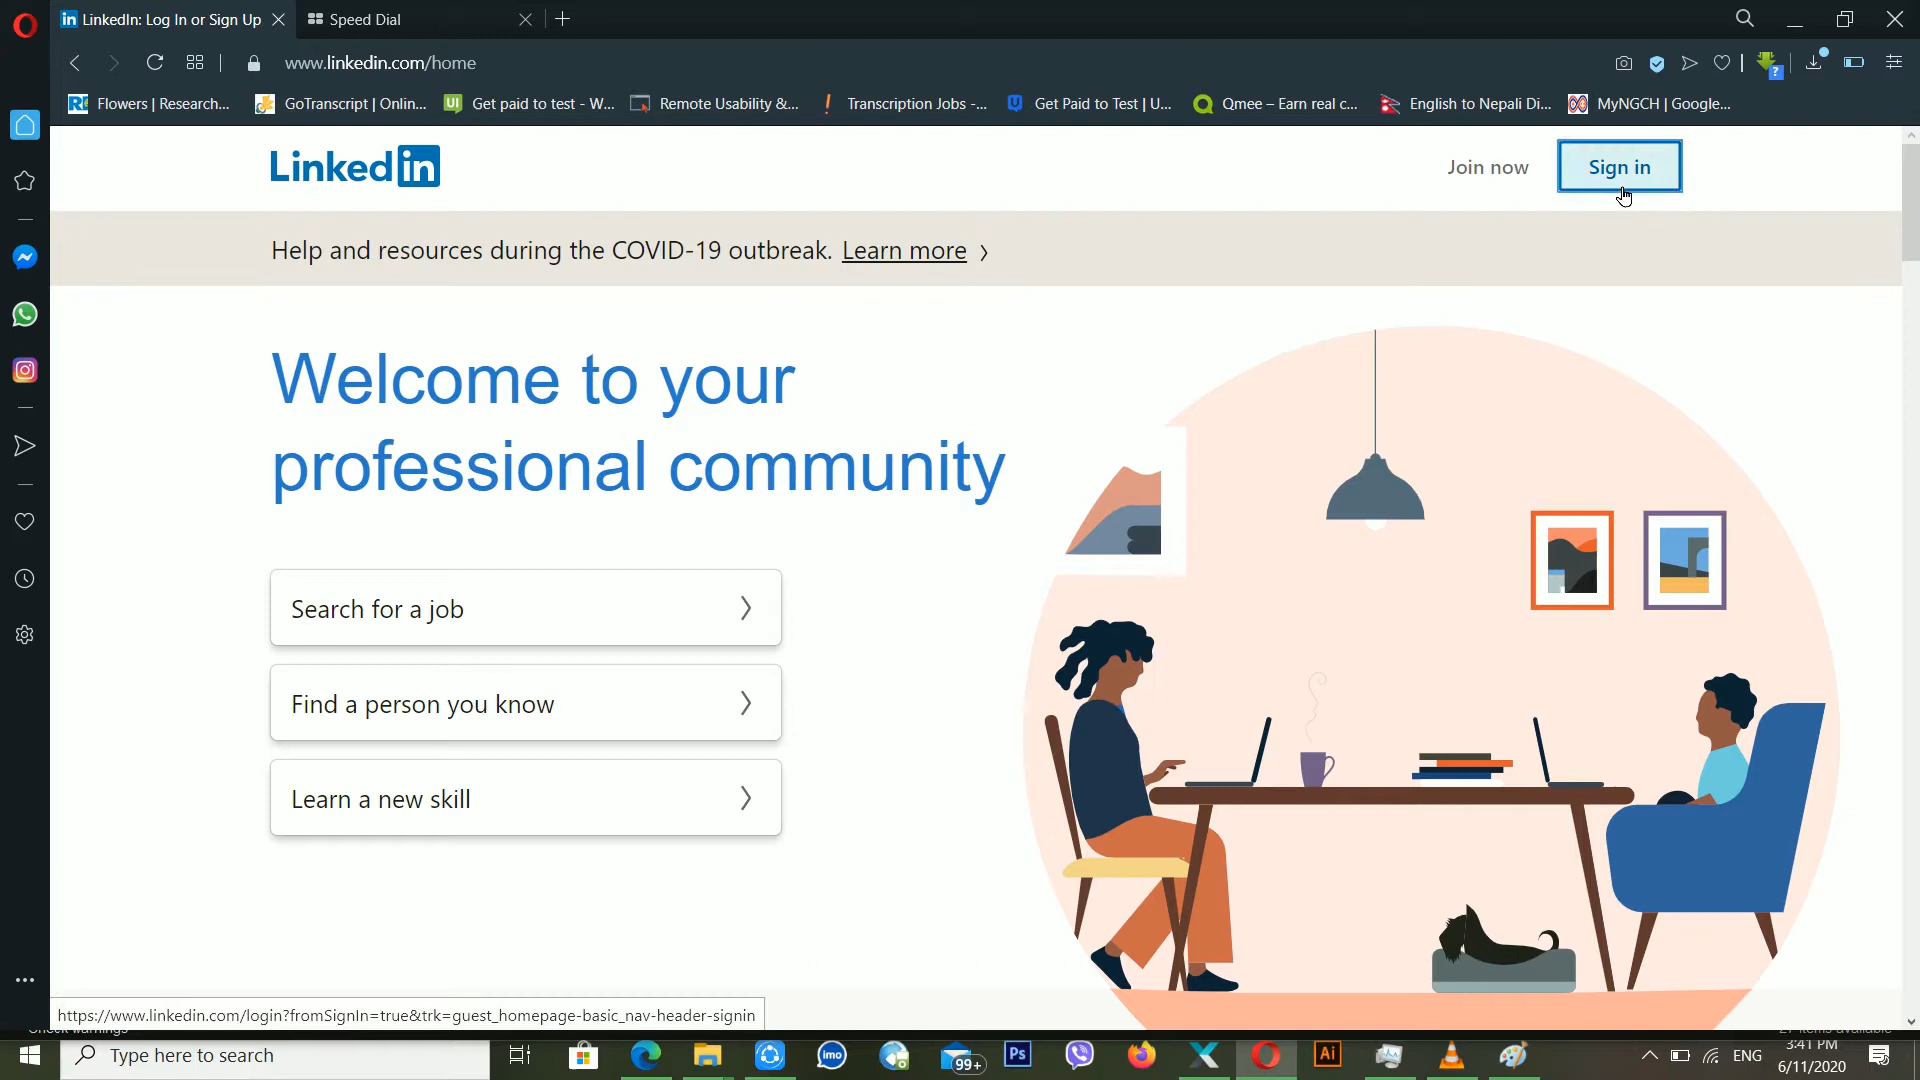 LinkedIn: Log In or Sign Up
Speed Dial
www.linkedin.com/home
Flowers | Research...
GoTranscript | Onlin...
Get paid to test - W...
Remote Usability &...
Transcription Jobs -...
Get Paid to Test | U...
Qmee – Earn real c...
English to Nepali Di...
MyNGCH | Google...
Linkedin
Join now
Sign in
Help and resources during the COVID-19 outbreak. Learn more
Welcome to your
professional community
Search for a job
Find a person you know
Learn a new skill
https://www.linkedin.com/login?fromSignIn=true&trk=guest_homepage-basic_nav-header-signin
Type here to search
imo
99+
Ps
Ai
ENG
3:41 PM
6/11/2020